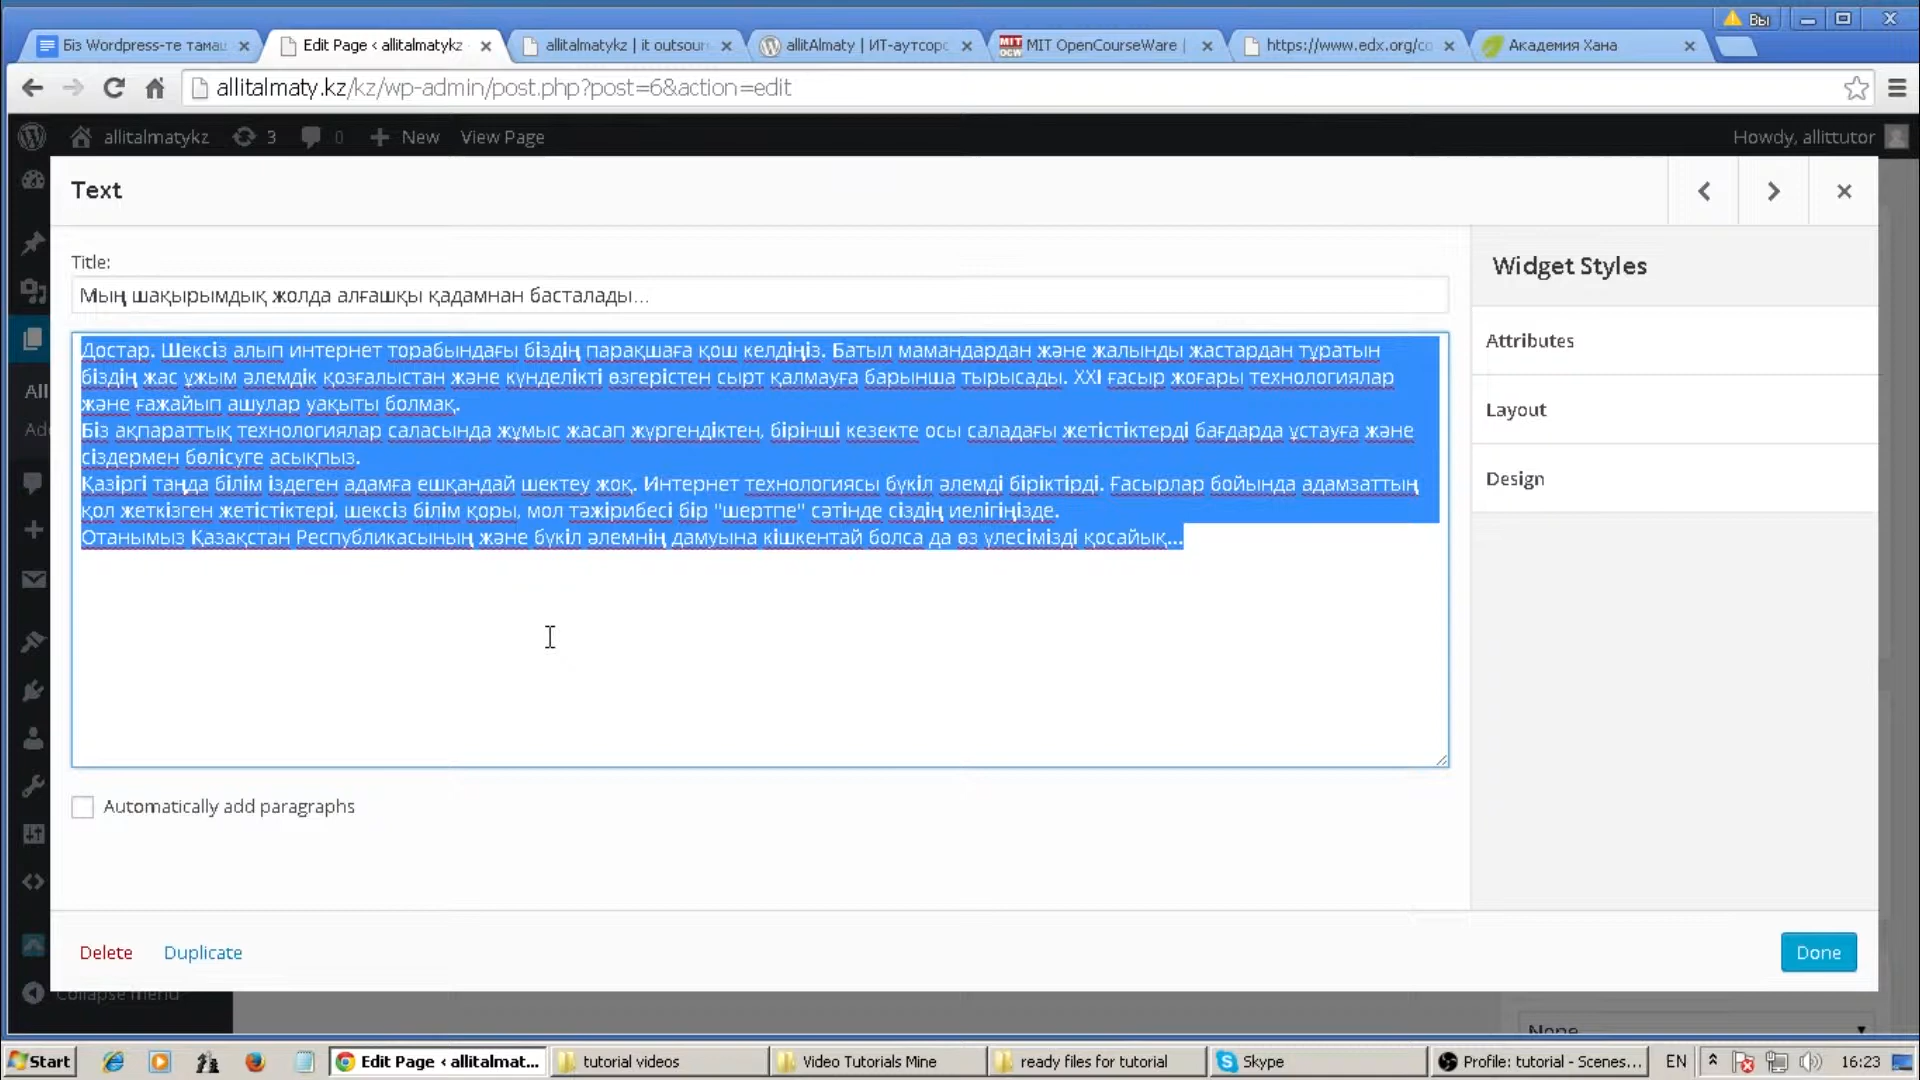 Вы
Біз Wordpress-те тамаш
Edit Page ‹ allitalmatykz
allitalmatykz | it outsour
allitAlmaty | ИТ-аутсорс
MIT OCW
MIT OpenCourseWare |
https://www.edx.org/co
Академия Хана
allitalmaty.kz/kz/wp-admin/post.php?post=6&action=edit
allitalmatykz
3
0
New
View Page
Howdy, allittutor
Text
Title:
Мың шақырымдық жолда алғашқы қадамнан басталады...
Достар. Шексіз алып интернет торабындағы біздің парақшаға қош келдіңіз. Батыл мамандардан және жалынды жастардан тұратын
біздің жас ұжым әлемдік қозғалыстан және күнделікті өзгерістен сырт қалмауға барынша тырысады. XXI ғасыр жоғары технологиялар
және ғажайып ашулар уақыты болмақ.
Біз ақпараттық технологиялар саласында жұмыс жасап жүргендіктен, бірінші кезекте осы саладағы жетістіктерді бағдарда ұстауға және
сіздермен бөлісуге асықпыз.
Қазіргі таңда білім іздеген адамға ешқандай шектеу жоқ. Интернет технологиясы бүкіл әлемді біріктірді. Ғасырлар бойында адамзаттың
қол жеткізген жетістіктері, шексіз білім қоры, мол тәжірибесі бір "шертпе" сәтінде сіздің иелігіңізде.
Отанымыз Қазақстан Республикасының және бүкіл әлемнің дамуына кішкентай болса да өз үлесімізді қосайық...
Automatically add paragraphs
Widget Styles
Attributes
Layout
Design
All
Add
Delete
Duplicate
Done
Collapse menu
None
Start
Edit Page ‹ allitalmat...
tutorial videos
Video Tutorials Mine
ready files for tutorial
Skype
Profile: tutorial - Scenes...
EN
16:23